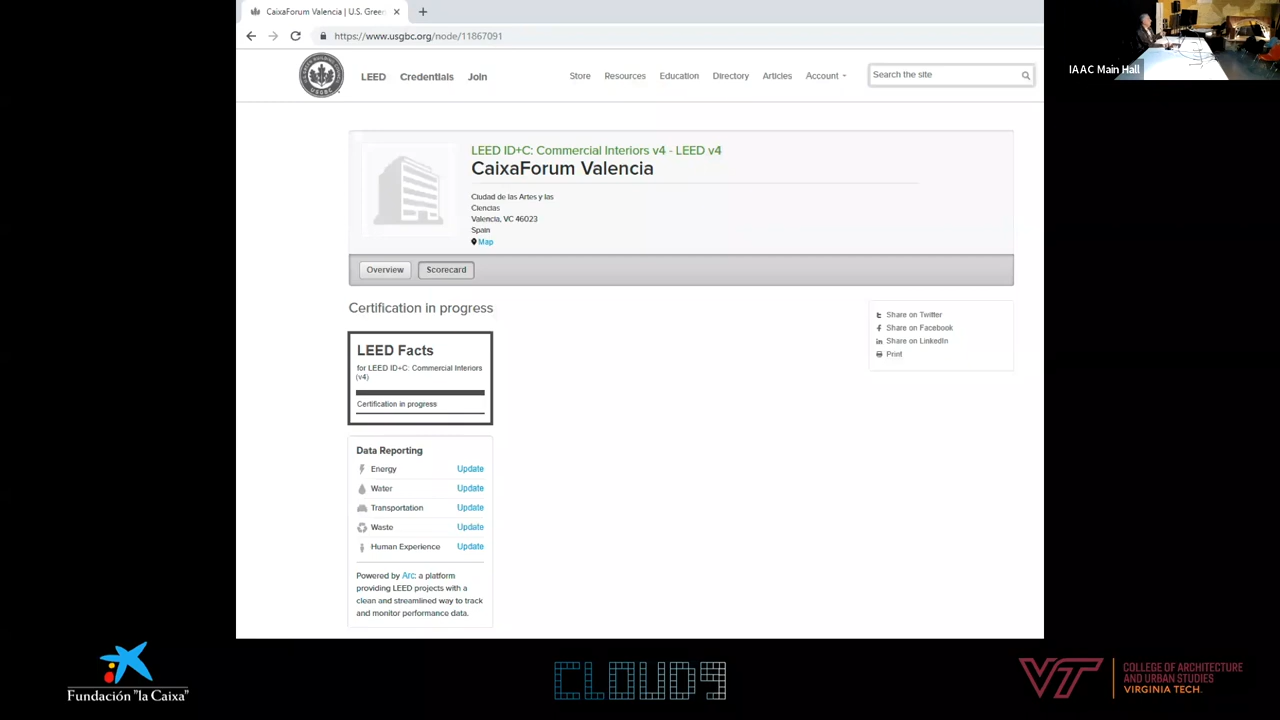 CaixaForum Valencia | U.S. Gree
https://www.usgbc.org/node/11867091
IAAC Main Hall
USGBC
LEED
Credentials
Join
Store
Resources
Education
Directory
Articles
Account
Search the site
LEED ID+C: Commercial Interiors v4 - LEED v4
CaixaForum Valencia
Ciudad de las Artes y las
Ciencias
Valencia, VC 46023
Spain
Map
Overview
Scorecard
Certification in progress
LEED Facts
for LEED ID+C: Commercial Interiors
(v4)
Certification in progress
Share on Twitter
Share on Facebook
Share on LinkedIn
Print
Data Reporting
Energy Update
Water Update
Transportation Update
Waste Update
Human Experience Update
Powered by Arc: a platform
providing LEED projects with a
clean and streamlined way to track
and monitor performance data.
Fundación "la Caixa"
CLOUD9
VT
COLLEGE OF ARCHITECTURE
AND URBAN STUDIES
VIRGINIA TECH.